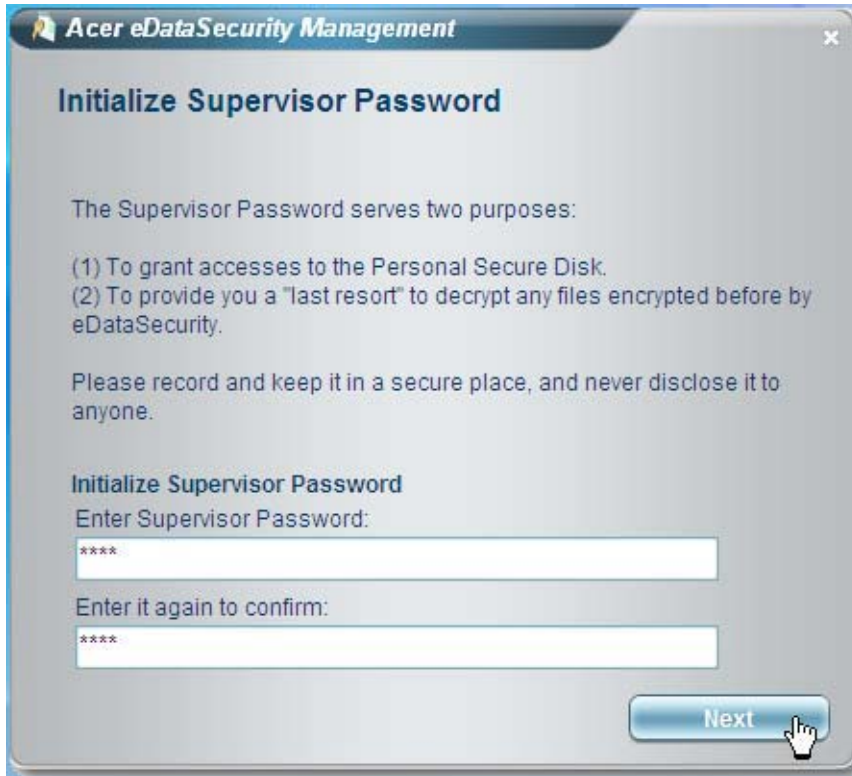 Acer eDataSecurity Management
Initialize Supervisor Password
The Supervisor Password serves two purposes:
(1) To grant accesses to the Personal Secure Disk.
(2) To provide you a "last resort" to decrypt any files encrypted before by
eDataSecurity.
Please record and keep it in a secure place, and never disclose it to
anyone.
Initialize Supervisor Password
Enter Supervisor Password:
****
Enter it again to confirm:
****
Next